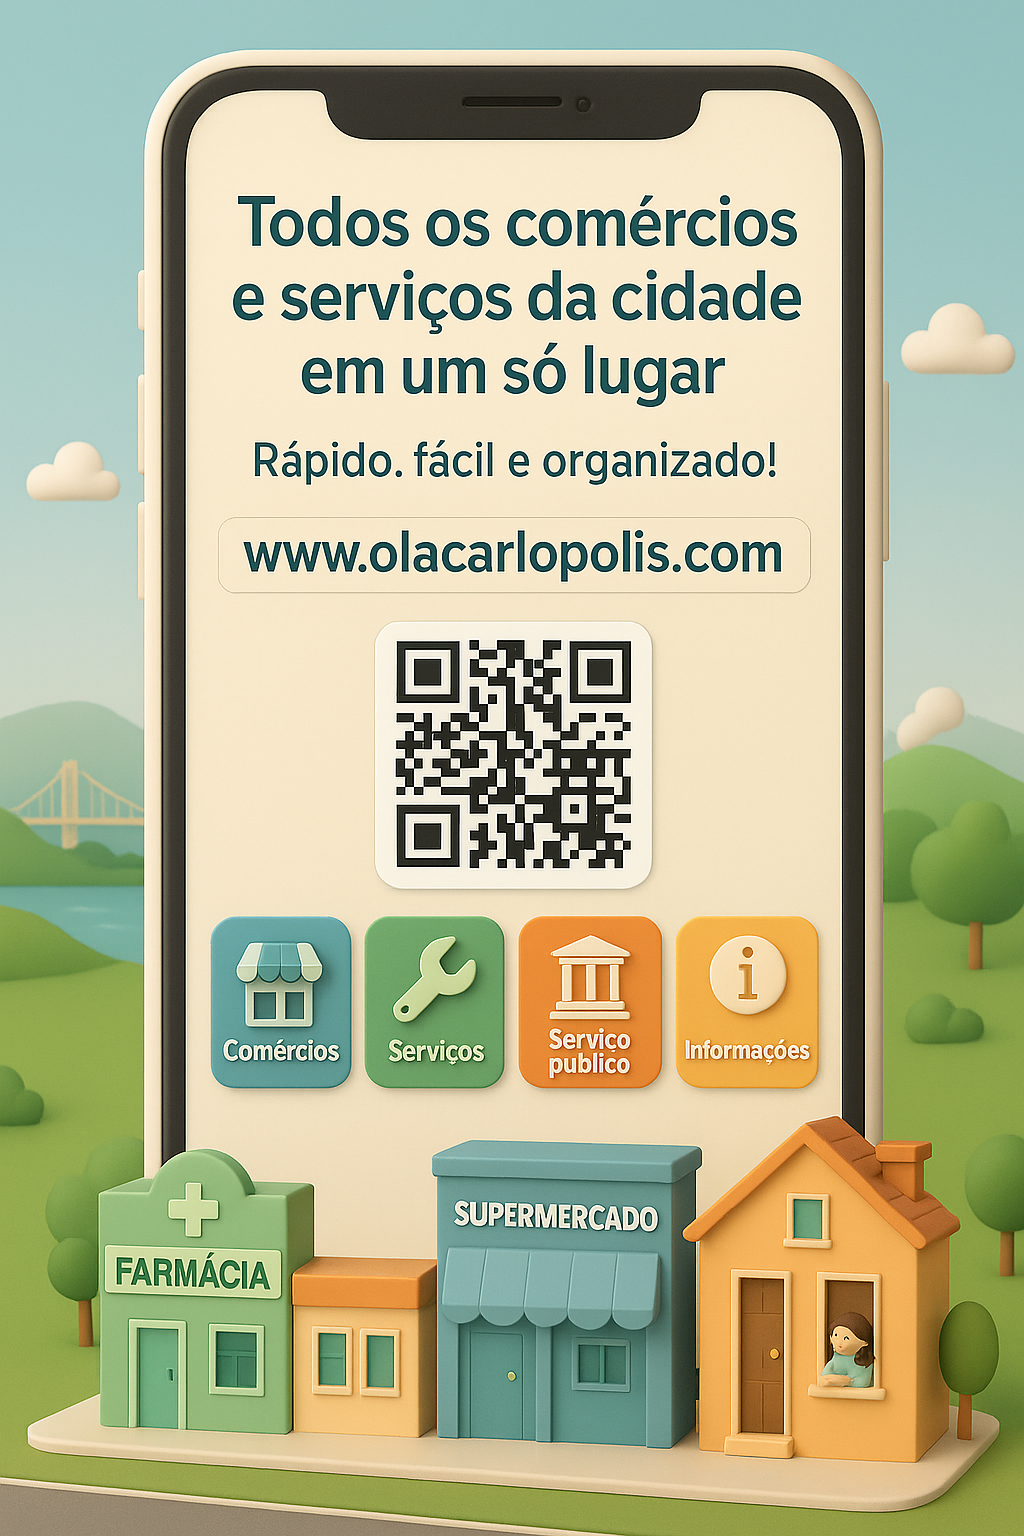 Todos os comércios
e serviços da cidade
em um só lugar
Rápido. fácil e organizado!
www.olacarlopolis.com
Comércios
Serviços
Serviço
publico
Informações
FARMÁCIA
SUPERMERCADO